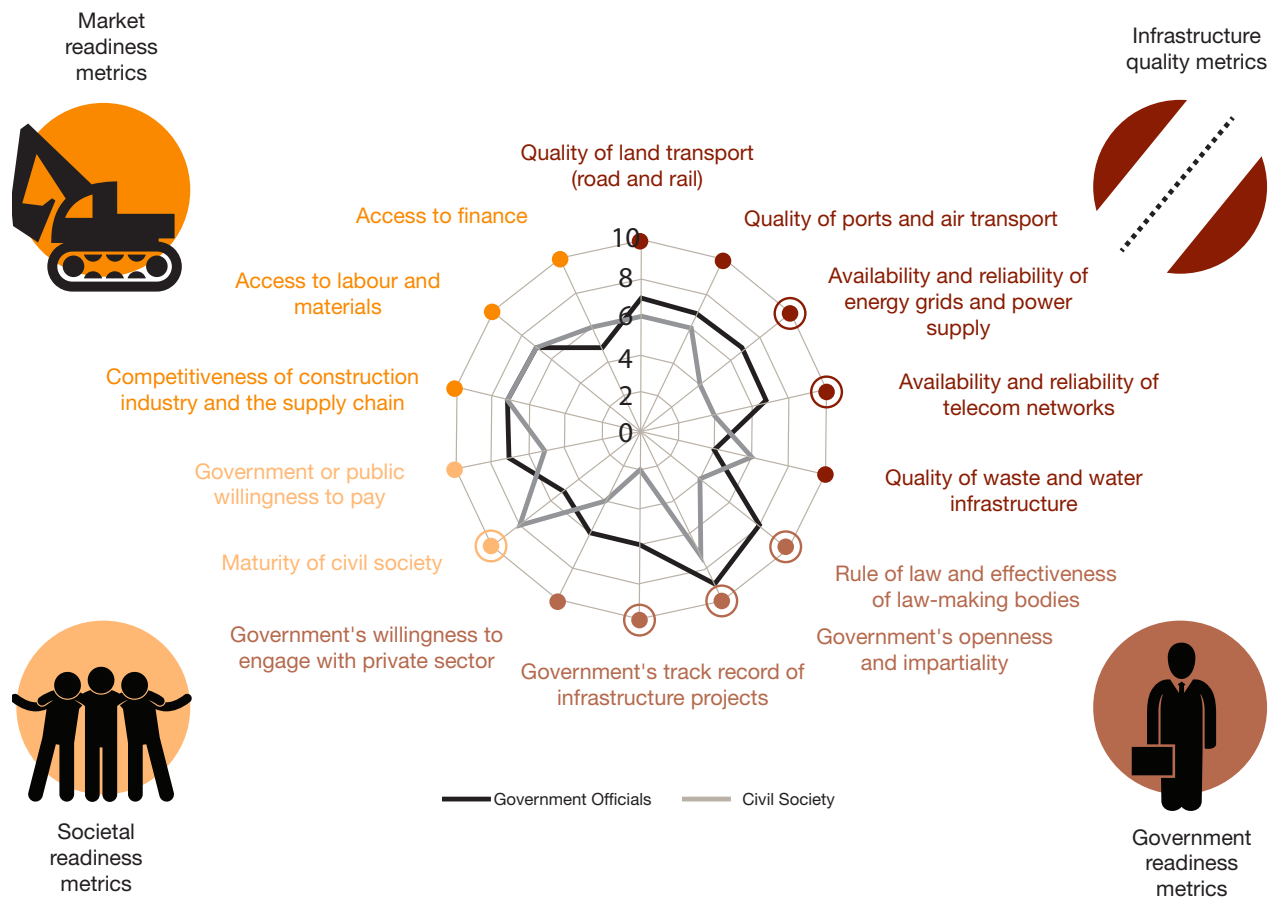 Market
readiness
metrics
Infrastructure
quality metrics
Quality of land transport
(road and rail)
Access to finance
Quality of ports and air transport
Access to labour and
materials
Availability and reliability of
energy grids and power
supply
Competitiveness of construction
industry and the supply chain
Availability and reliability of
telecom networks
10
8
6
4
2
0
Government or public
willingness to pay
Quality of waste and water
infrastructure
Maturity of civil society
Rule of law and effectiveness
of law-making bodies
Government's willingness to
engage with private sector
Government's openness
and impartiality
Government's track record of
infrastructure projects
Government Officials
Civil Society
Societal
readiness
metrics
Government
readiness
metrics